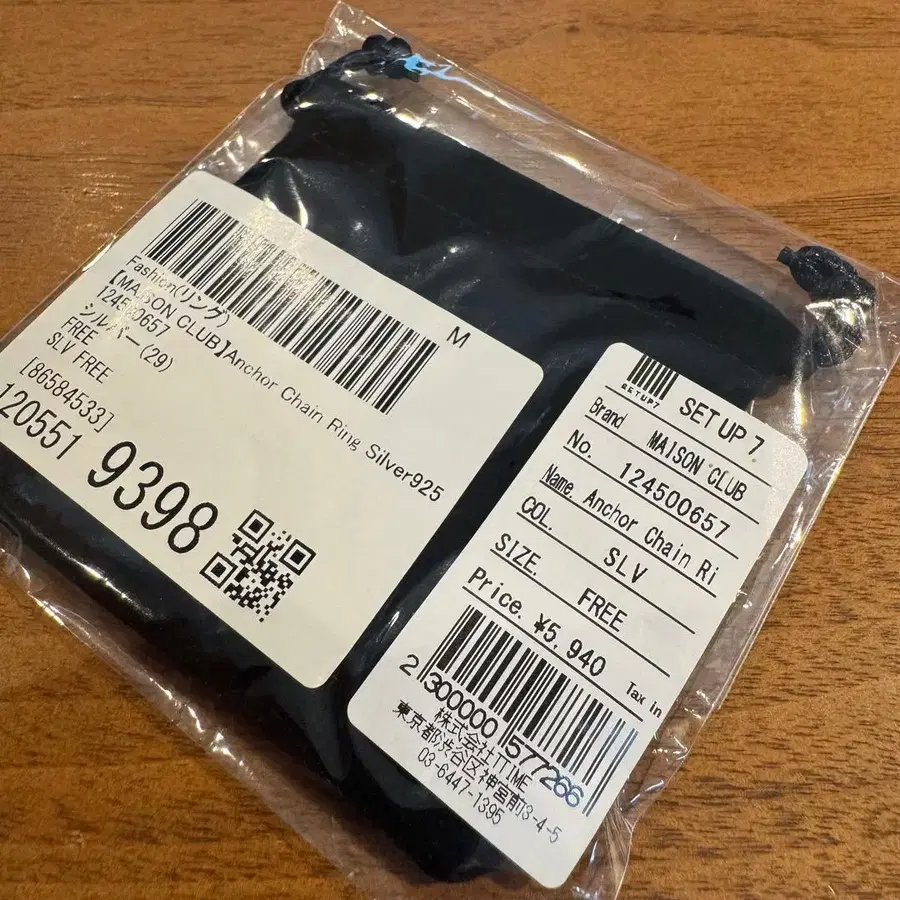 M
Fashion(リング)
【MAISON CLUB】Anchor Chain Ring Silver925
124500657
シルバー(29)
FREE
SLV FREE
[86584533]
120551 9398
SETUP7
SET UP 7
Brand MAISON CLUB
No. 124500657
Name Anchor Chain Ri
COL. SLV
SIZE. FREE
Price. ¥5,940 Tax in
2 300000 577266
株式会社TIME
東京都渋谷区神宮前3-4-5
03-6447-1395